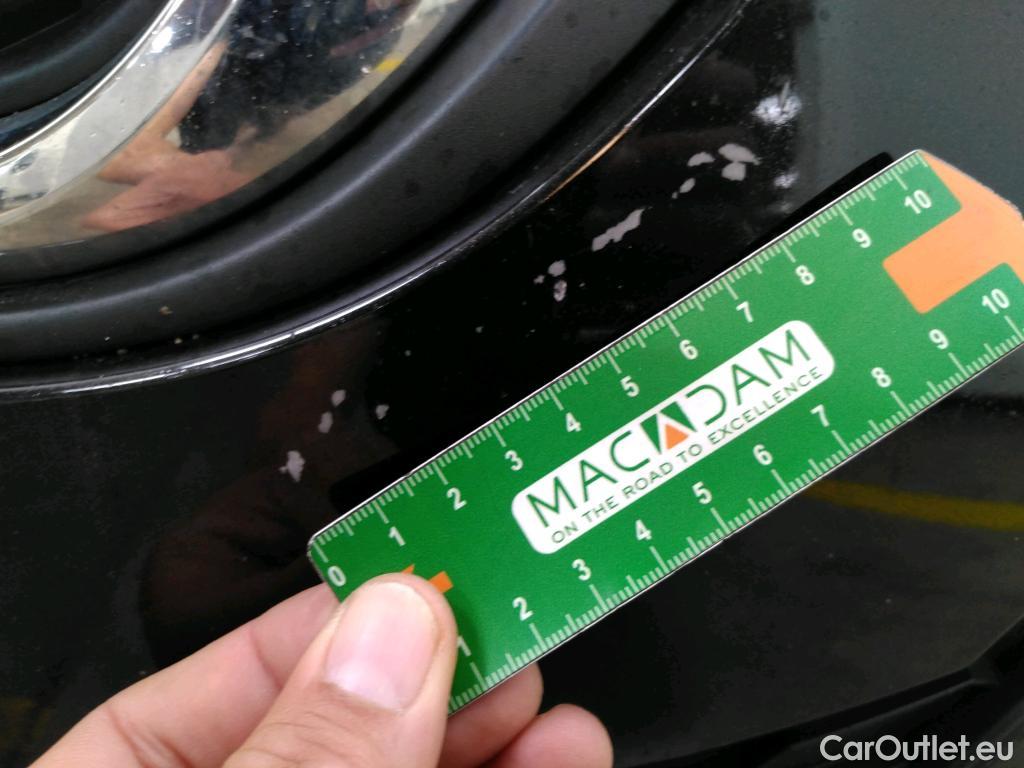 0 1 2 3 4 5 6 7 8 9 10
MACADAM
ON THE ROAD TO EXCELLENCE
1 2 3 4 5 6 7 8 9 10
CarOutlet.eu